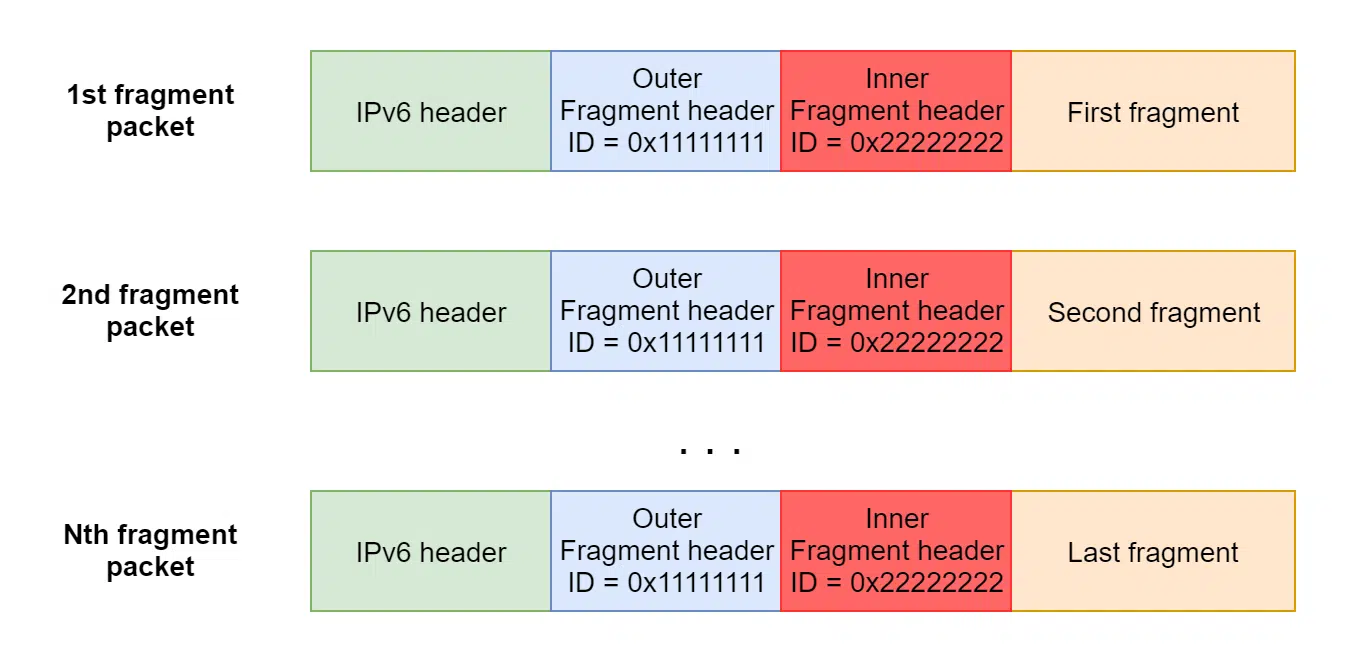 1st fragment
packet
IPv6 header
Outer
Fragment header
ID = 0x11111111
Inner
Fragment header
ID = 0x22222222
First fragment
2nd fragment
packet
IPv6 header
Outer
Fragment header
ID = 0x11111111
Inner
Fragment header
ID = 0x22222222
Second fragment
. . .
Nth fragment
packet
IPv6 header
Outer
Fragment header
ID = 0x11111111
Inner
Fragment header
ID = 0x22222222
Last fragment